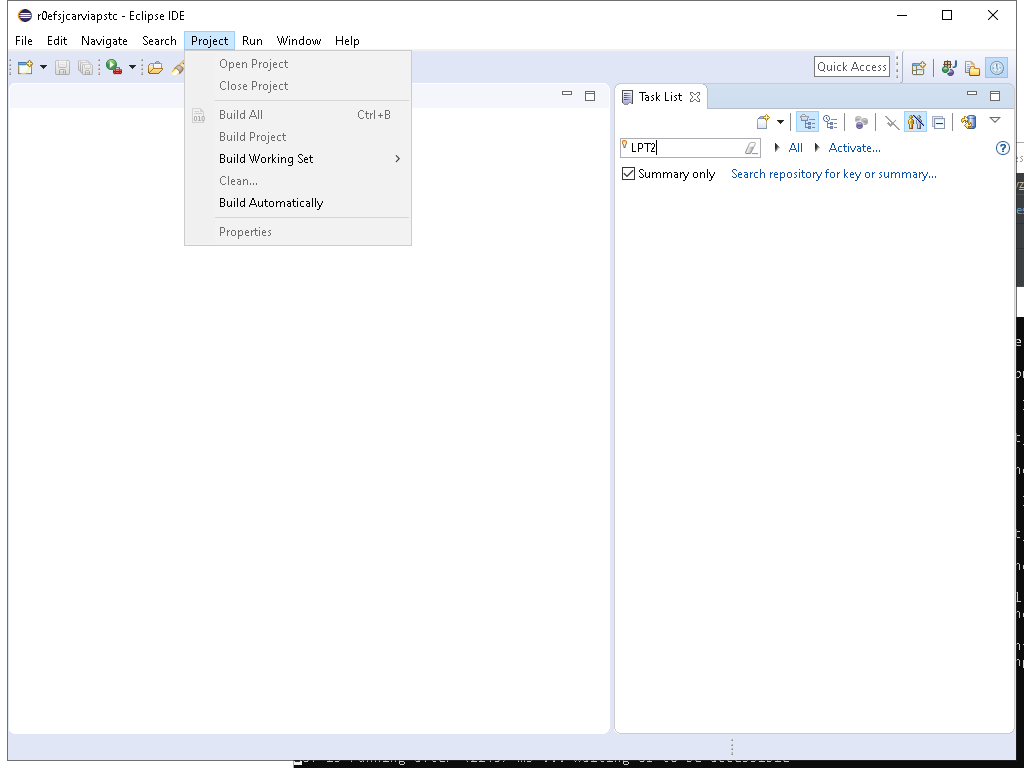 r0efsjcarviapstc - Eclipse IDE
File Edit Navigate Search Project Run Window Help
Open Project
Close Project
Build All Ctrl+B
Build Project
Build Working Set
Clean...
Build Automatically
Properties
Quick Access
Task List
LPT2
All Activate...
Summary only Search repository for key or summary...